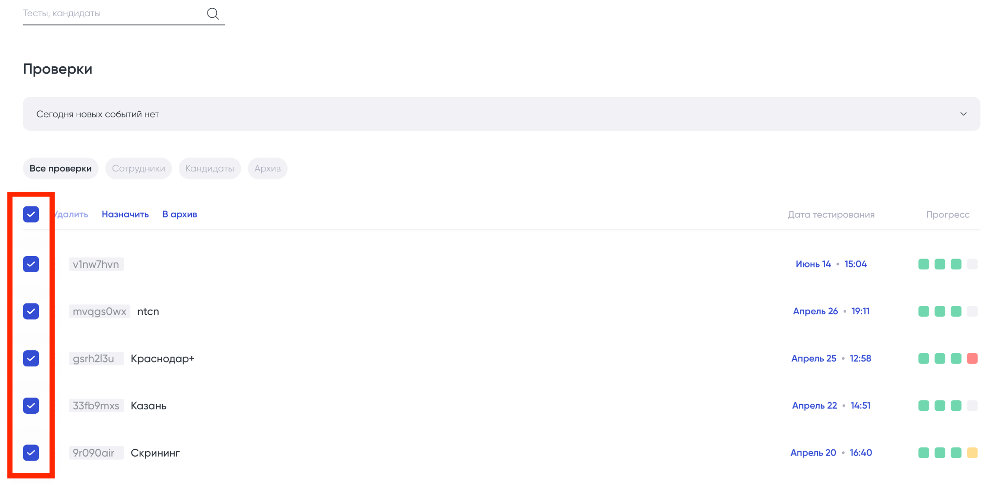 Тесты, кандидаты
Проверки
Сегодня новых событий нет
Все проверки Сотрудники Кандидаты Архив
Удалить Назначить В архив Дата тестирования Прогресс
v1nw7hvn Июнь 14 • 15:04
mvqgs0wx ntcn Апрель 26 • 19:11
gsrh2l3u Краснодар+ Апрель 25 • 12:58
33fb9mxs Казань Апрель 22 • 14:51
9r090air Скрининг Апрель 20 • 16:40